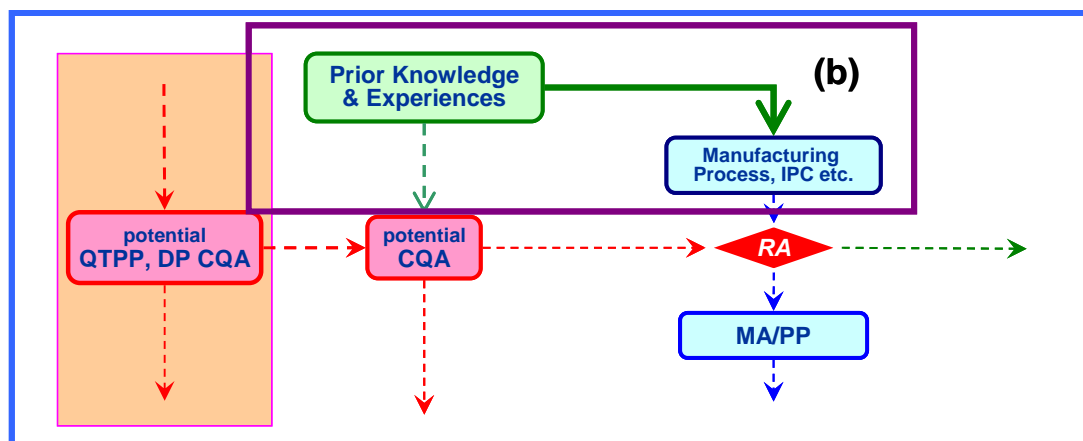 Prior Knowledge
& Experiences
(b)
Manufacturing
Process, IPC etc.
potential
QTPP, DP CQA
potential
CQA
RA
MA/PP